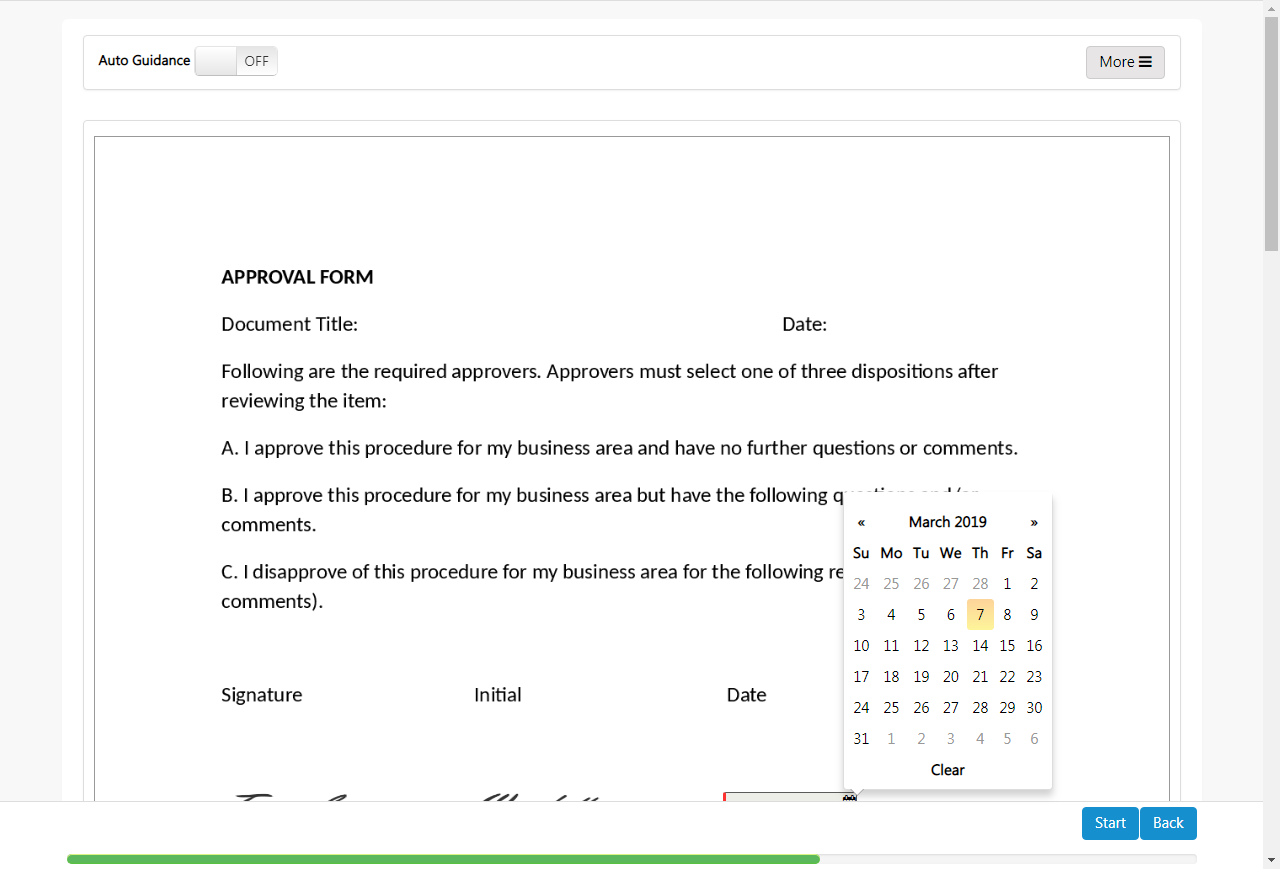 Auto Guidance OFF More
APPROVAL FORM
Document Title: Date:
Following are the required approvers. Approvers must select one of three dispositions after
reviewing the item:
A. I approve this procedure for my business area and have no further questions or comments.
B. I approve this procedure for my business area but have the following
comments.
C. I disapprove of this procedure for my business area for the following
comments).
Signature Initial Date
« March 2019 »
Su Mo Tu We Th Fr Sa
24 25 26 27 28 1 2
3 4 5 6 7 8 9
10 11 12 13 14 15 16
17 18 19 20 21 22 23
24 25 26 27 28 29 30
31 1 2 3 4 5 6
Clear
Start Back